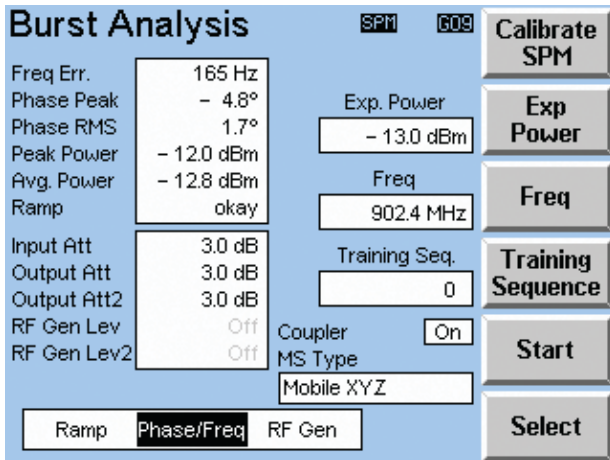 Burst Analysis SPM G09
Freq Err. 165 Hz
Phase Peak – 4.8°
Phase RMS 1.7°
Peak Power – 12.0 dBm
Avg. Power – 12.8 dBm
Ramp okay
Input Att 3.0 dB
Output Att 3.0 dB
Output Att2 3.0 dB
RF Gen Lev Off
RF Gen Lev2 Off
Exp. Power
– 13.0 dBm
Freq
902.4 MHz
Training Seq.
0
Coupler On
MS Type
Mobile XYZ
Ramp Phase/Freq RF Gen
Calibrate
SPM
Exp
Power
Freq
Training
Sequence
Start
Select